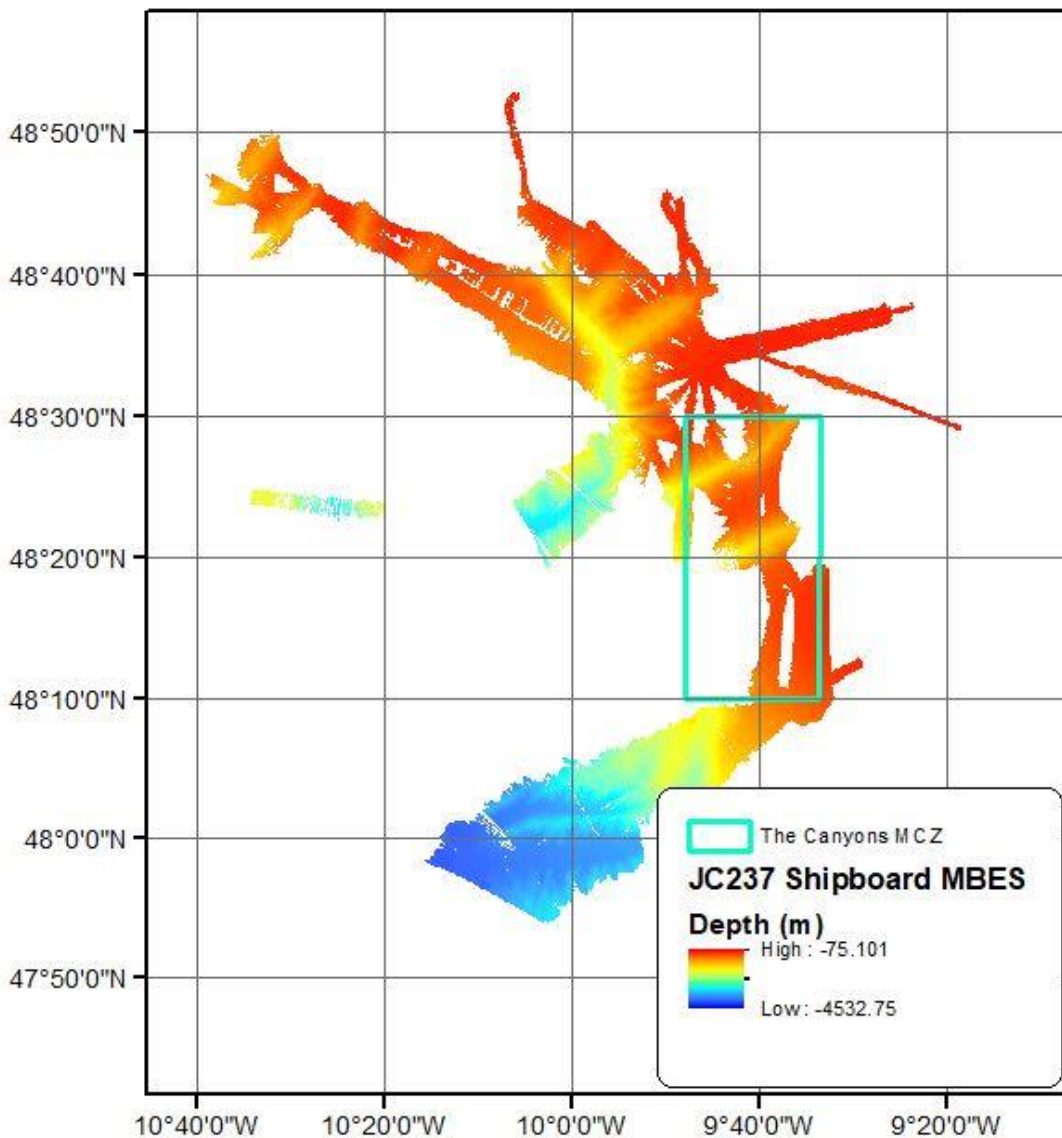 48°50'0"N
48°40'0"N
48°30'0"N
48°20'0"N
48°10'0"N
48°0'0"N
47°50'0"N
The Canyons MCZ
JC237 Shipboard MBES
Depth (m)
High : -75.101
Low : -4532.75
10°40'0"W 10°20'0"W 10°0'0"W 9°40'0"W 9°20'0"W